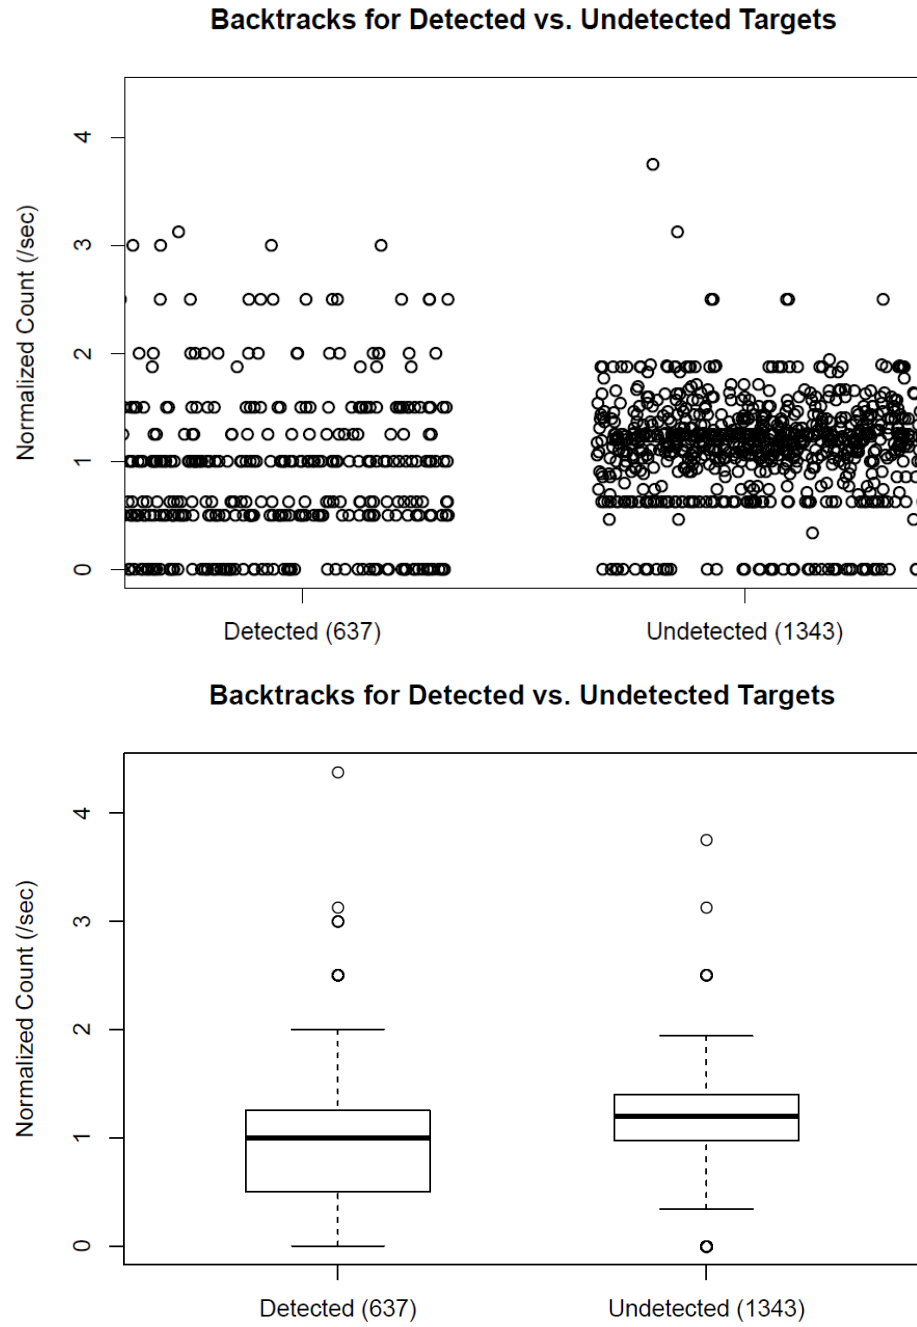 Backtracks for Detected vs. Undetected Targets
Normalized Count (/sec)
4
3
2
1
0
Detected (637) Undetected (1343)
Backtracks for Detected vs. Undetected Targets
Normalized Count (/sec)
4
3
2
1
0
Detected (637) Undetected (1343)